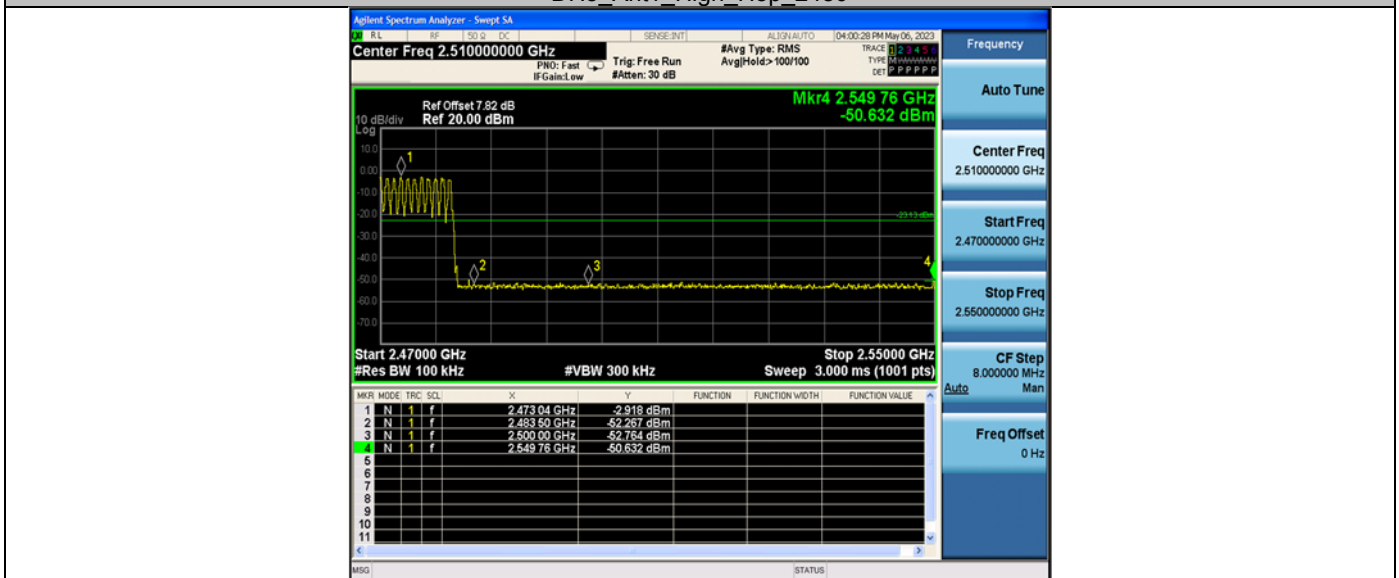 Agilent Spectrum Analyzer - Swept SA
RL RF 50 Ω DC SENSE:INT ALIGNAUTO 04:00:28 PM May 06, 2023
Center Freq 2.510000000 GHz
PNO: Fast
IFGain:Low
Trig: Free Run
#Atten: 30 dB
#Avg Type: RMS
Avg|Hold:>100/100
TRACE 1 2 3 4 5 6
TYPE M
DET P P P P P P
Ref Offset 7.82 dB
10 dB/div Ref 20.00 dBm
Log
Mkr4 2.549 76 GHz
-50.632 dBm
10.0
0.00
-10.0
-20.0
-30.0
-40.0
-50.0
-60.0
-70.0
1
2
3
4
-23.13 dBm
Start 2.47000 GHz Stop 2.55000 GHz
#Res BW 100 kHz #VBW 300 kHz Sweep 3.000 ms (1001 pts)
MKR MODE TRC SCL X Y FUNCTION FUNCTION WIDTH FUNCTION VALUE
1 N 1 f 2.473 04 GHz -2.918 dBm
2 N 1 f 2.483 50 GHz -52.267 dBm
3 N 1 f 2.500 00 GHz -52.764 dBm
4 N 1 f 2.549 76 GHz -50.632 dBm
5
6
7
8
9
10
11
MSG STATUS
Frequency
Auto Tune
Center Freq
2.510000000 GHz
Start Freq
2.470000000 GHz
Stop Freq
2.550000000 GHz
CF Step
8.000000 MHz
Auto Man
Freq Offset
0 Hz